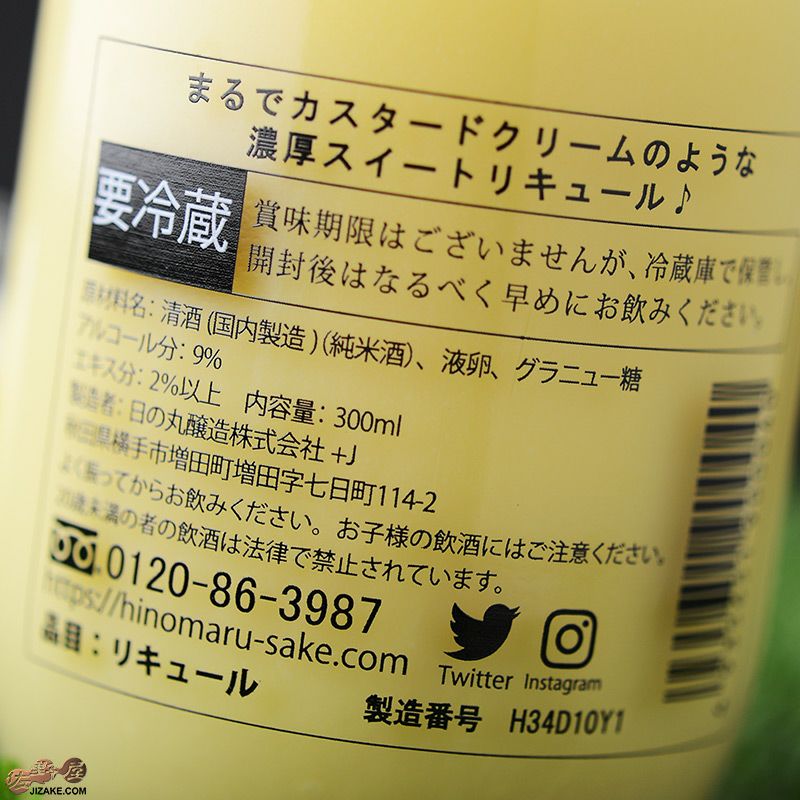 まるでカスタードクリームのような
濃厚スイートリキュール♪
要冷蔵
賞味期限はございませんが、冷蔵庫で保管し、
開封後はなるべく早めにお飲みください。
原材料名：清酒(国内製造)(純米酒)、液卵、グラニュー糖
アルコール分：9%
エキス分：2%以上 内容量：300ml
製造者：日の丸醸造株式会社+J
秋田県横手市増田町増田字七日町114-2
よく振ってからお飲みください。お子様の飲酒にはご注意ください。
20歳未満の者の飲酒は法律で禁止されています。
0120-86-3987
https://hinomaru-sake.com
品目：リキュール
Twitter Instagram
製造番号 H34D10Y1
佐野屋
JIZAKE.COM